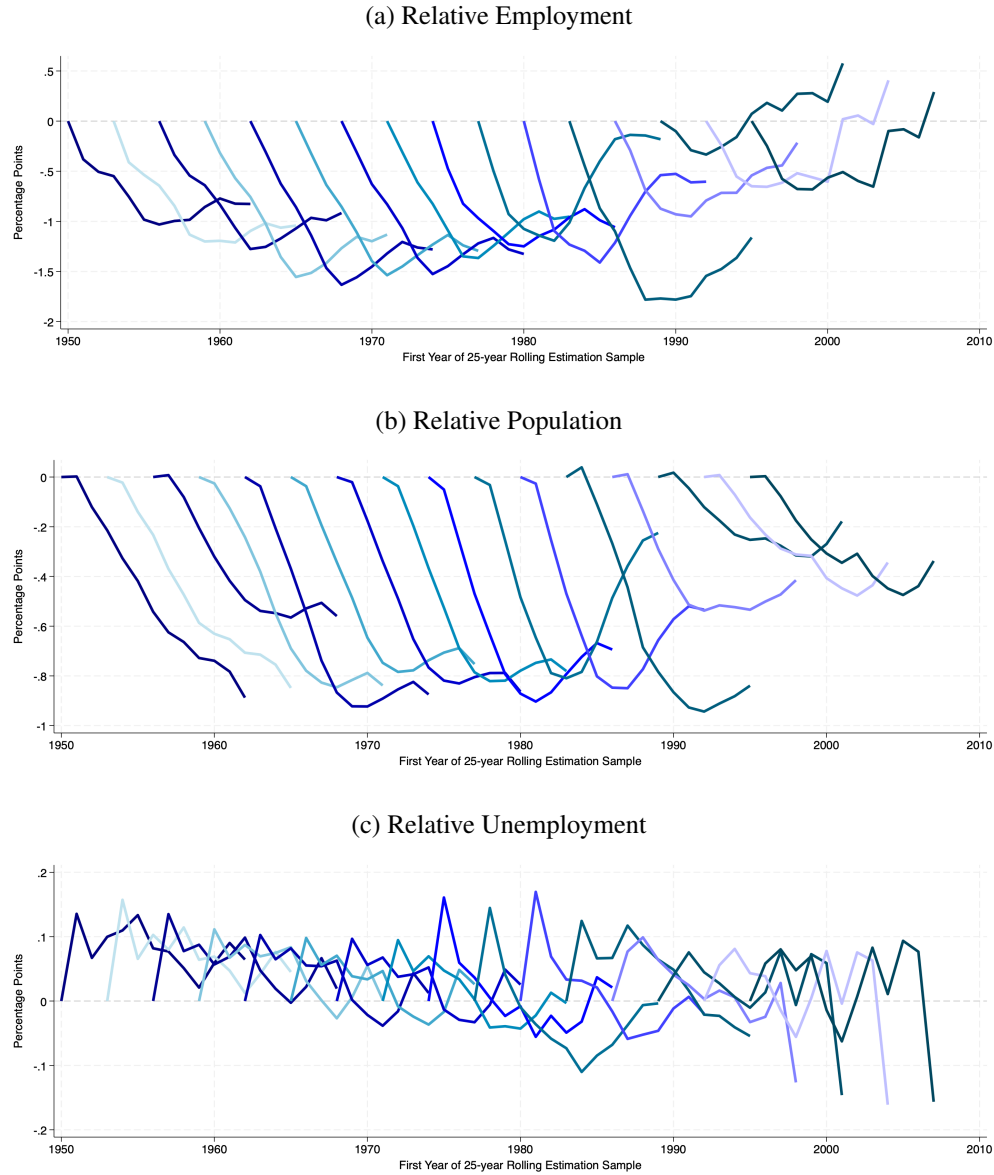 (a) Relative Employment
.5
0
-.5
-1
-1.5
-2
Percentage Points
1950 1960 1970 1980 1990 2000 2010
First Year of 25-year Rolling Estimation Sample
(b) Relative Population
0
-.2
-.4
-.6
-.8
-1
Percentage Points
1950 1960 1970 1980 1990 2000 2010
First Year of 25-year Rolling Estimation Sample
(c) Relative Unemployment
.2
.1
0
-.1
-.2
Percentage Points
1950 1960 1970 1980 1990 2000 2010
First Year of 25-year Rolling Estimation Sample